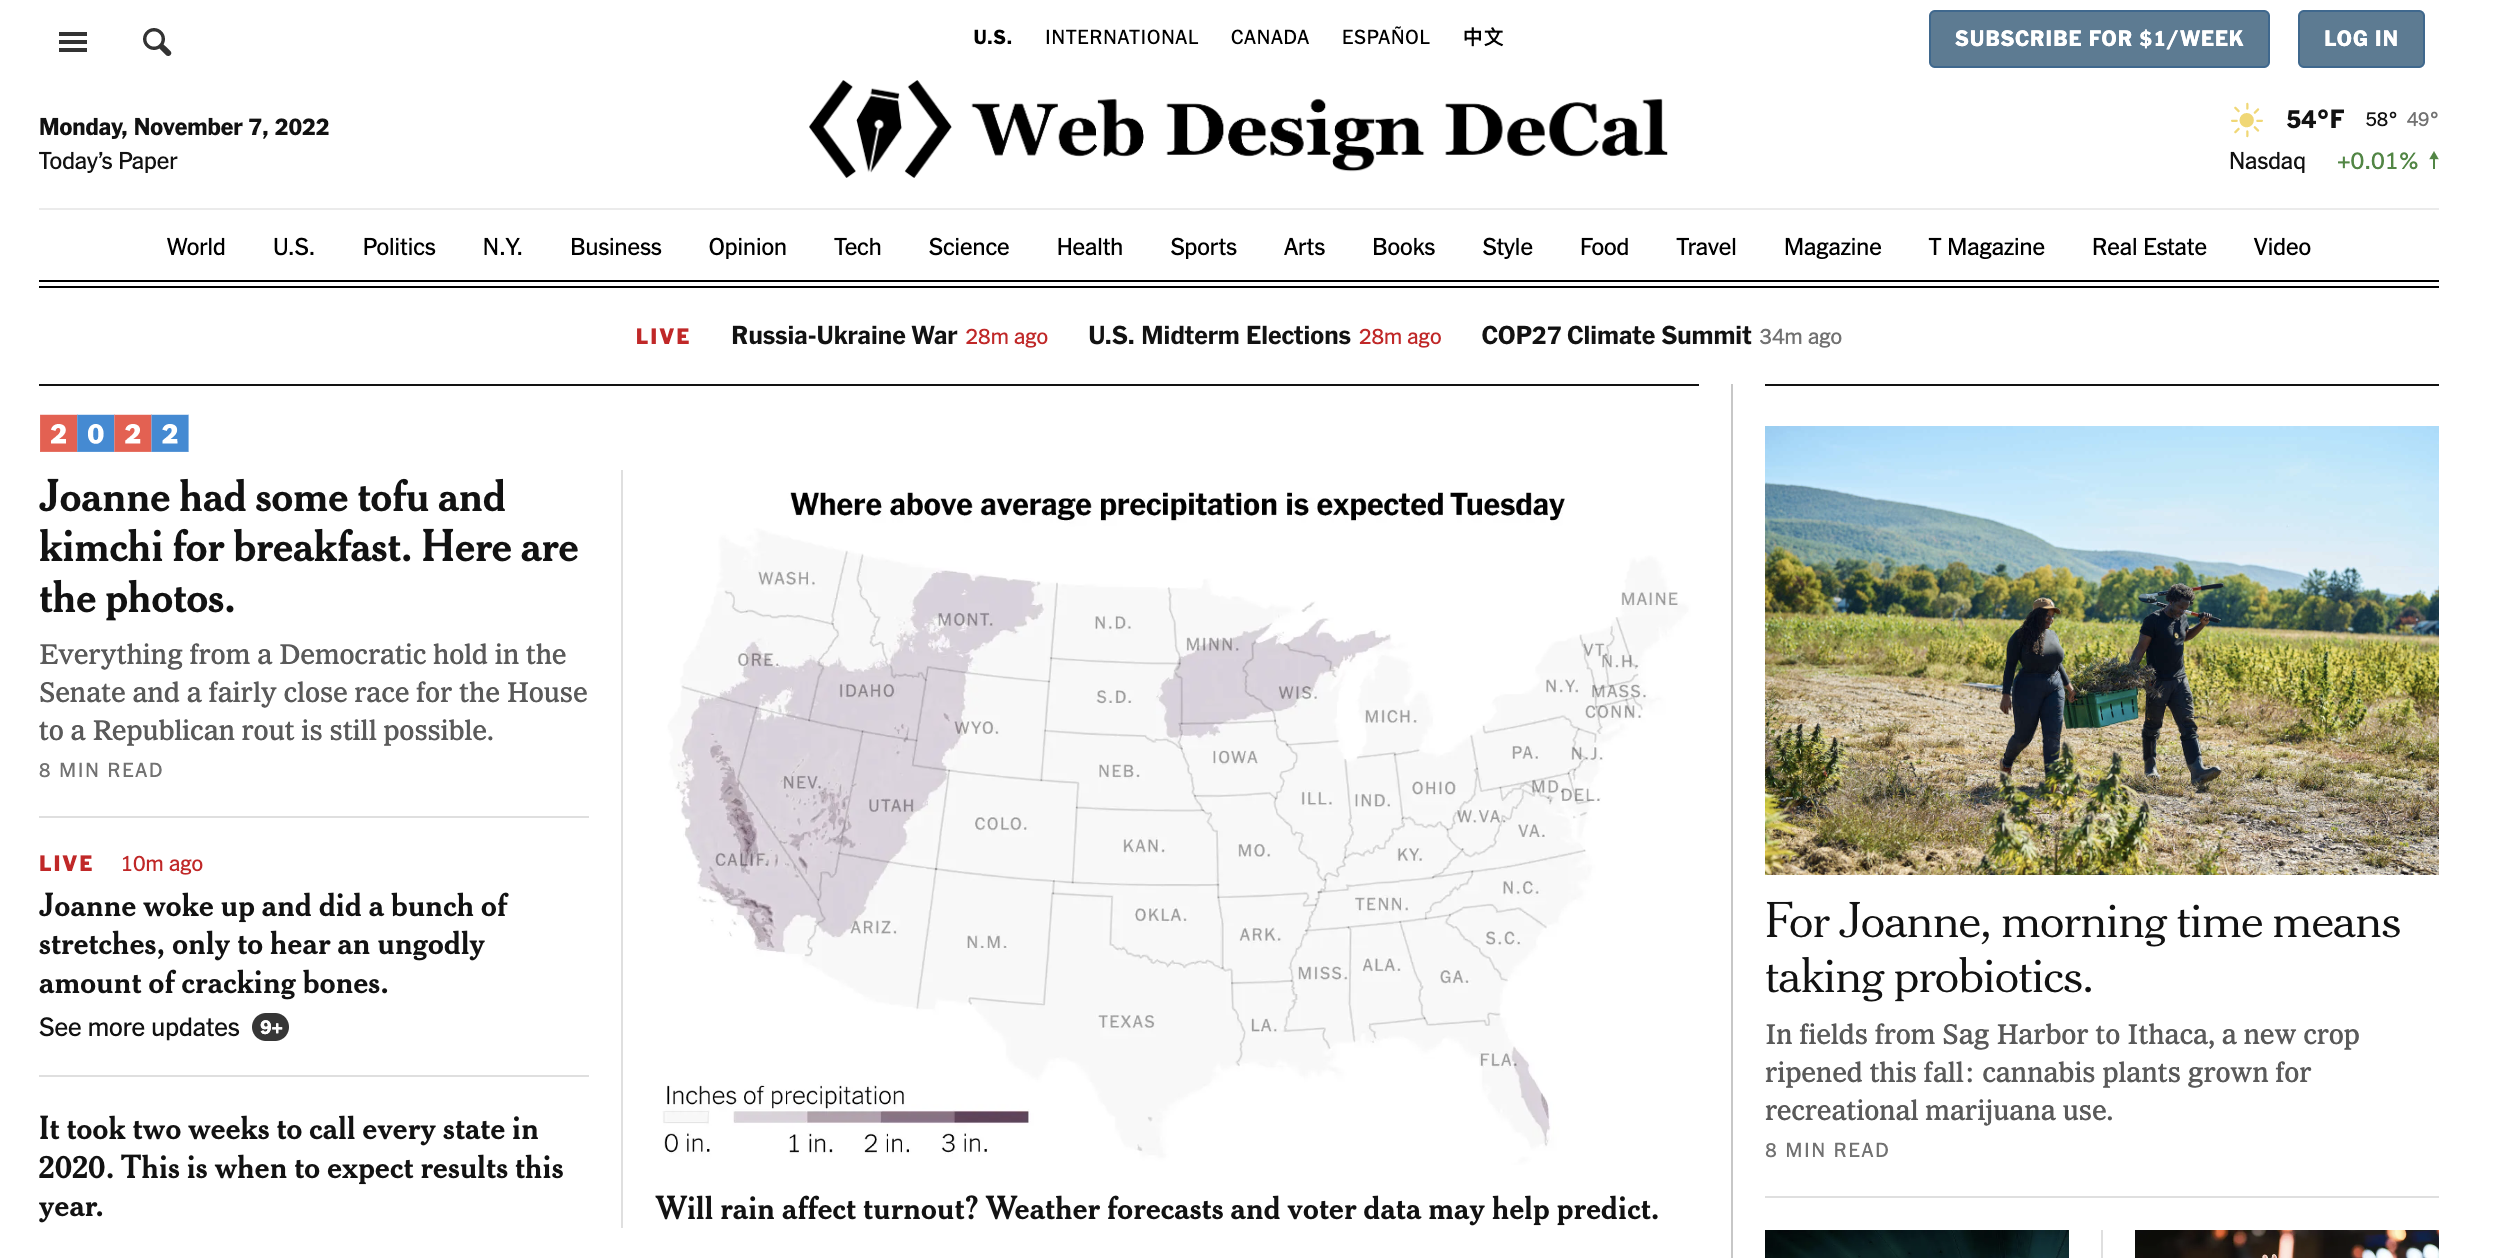 U.S. INTERNATIONAL CANADA ESPAÑOL 中文
SUBSCRIBE FOR $1/WEEK
LOG IN
Monday, November 7, 2022
Today's Paper
Web Design DeCal
54°F 58° 49°
Nasdaq +0.01% ↑
World U.S. Politics N.Y. Business Opinion Tech Science Health Sports Arts Books Style Food Travel Magazine T Magazine Real Estate Video
LIVE Russia-Ukraine War 28m ago U.S. Midterm Elections 28m ago COP27 Climate Summit 34m ago
2022
Joanne had some tofu and
kimchi for breakfast. Here are
the photos.
Everything from a Democratic hold in the
Senate and a fairly close race for the House
to a Republican rout is still possible.
8 MIN READ
LIVE 10m ago
Joanne woke up and did a bunch of
stretches, only to hear an ungodly
amount of cracking bones.
See more updates 9+
It took two weeks to call every state in
2020. This is when to expect results this
year.
Where above average precipitation is expected Tuesday
WASH.
MAINE
MONT.
N.D.
MINN.
VT.
ORE.
N.H.
IDAHO
S.D.
WIS.
N.Y.
MASS.
CONN.
WYO.
MICH.
IOWA
PA.
N.J.
NEB.
NEV.
UTAH
OHIO
MD.
DEL.
ILL.
IND.
COLO.
W.VA.
VA.
KAN.
MO.
KY.
CALIF.
N.C.
TENN.
OKLA.
ARIZ.
ARK.
S.C.
N.M.
MISS.
ALA.
GA.
TEXAS
LA.
FLA.
Inches of precipitation
0 in. 1 in. 2 in. 3 in.
Will rain affect turnout? Weather forecasts and voter data may help predict.
For Joanne, morning time means
taking probiotics.
In fields from Sag Harbor to Ithaca, a new crop
ripened this fall: cannabis plants grown for
recreational marijuana use.
8 MIN READ